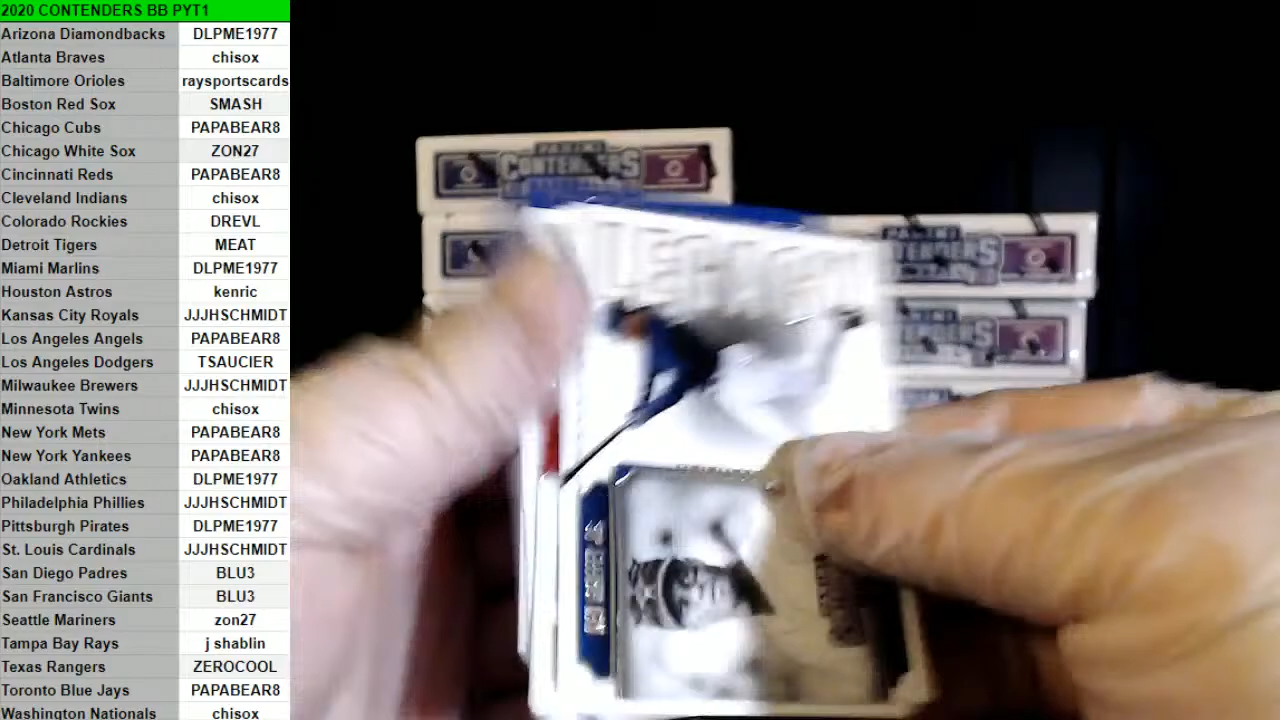 2020 CONTENDERS BB PYT1
Arizona Diamondbacks DLPME1977
Atlanta Braves chisox
Baltimore Orioles raysportscards
Boston Red Sox SMASH
Chicago Cubs PAPABEAR8
Chicago White Sox ZON27
Cincinnati Reds PAPABEAR8
Cleveland Indians chisox
Colorado Rockies DREVL
Detroit Tigers MEAT
Miami Marlins DLPME1977
Houston Astros kenric
Kansas City Royals JJJHSCHMIDT
Los Angeles Angels PAPABEAR8
Los Angeles Dodgers TSAUCIER
Milwaukee Brewers JJJHSCHMIDT
Minnesota Twins chisox
New York Mets PAPABEAR8
New York Yankees PAPABEAR8
Oakland Athletics DLPME1977
Philadelphia Phillies JJJHSCHMIDT
Pittsburgh Pirates DLPME1977
St. Louis Cardinals JJJHSCHMIDT
San Diego Padres BLU3
San Francisco Giants BLU3
Seattle Mariners zon27
Tampa Bay Rays j shablin
Texas Rangers ZEROCOOL
Toronto Blue Jays PAPABEAR8
Washington Nationals chisox
PANINI
CONTENDERS